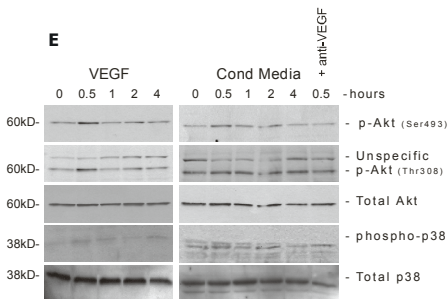 E
+ anti-VEGF
VEGF
Cond Media
0 0.5 1 2 4 0 0.5 1 2 4 0.5 -hours
60kD- - p-Akt (Ser493)
- Unspecific
60kD- - p-Akt (Thr308)
60kD- - Total Akt
38kD- - phospho-p38
38kD- - Total p38